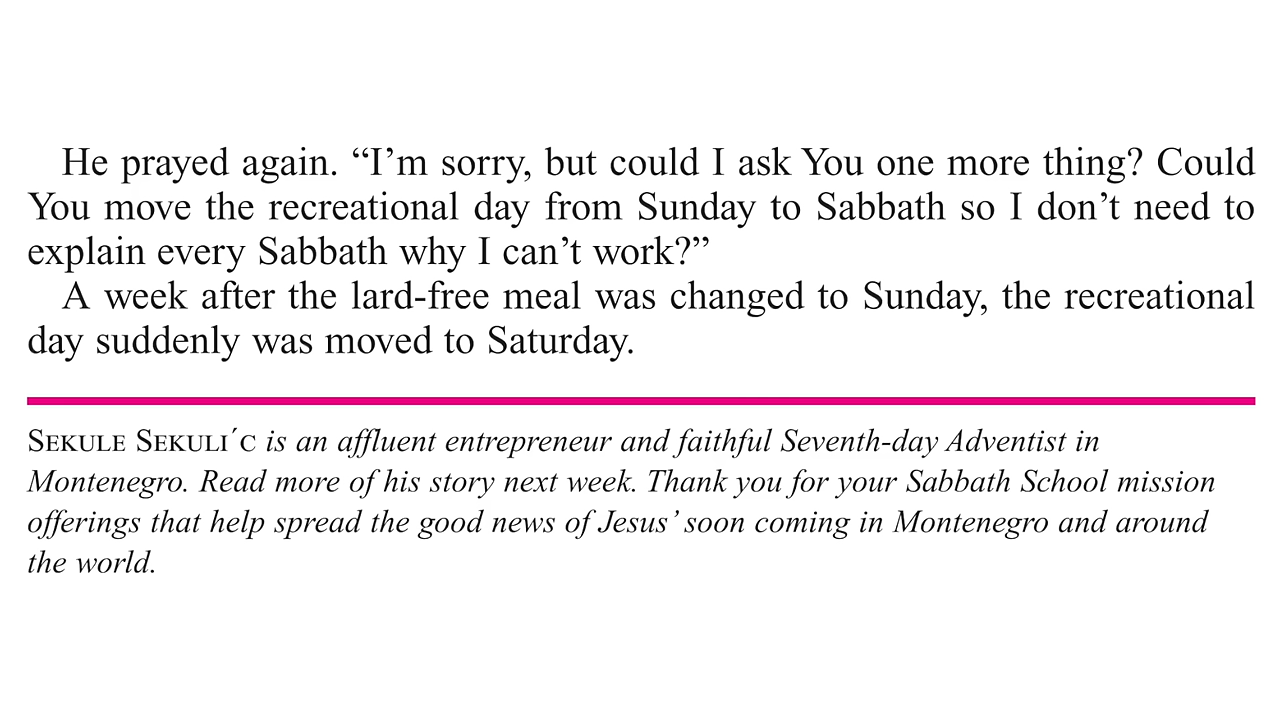 He prayed again. “I’m sorry, but could I ask You one more thing? Could
You move the recreational day from Sunday to Sabbath so I don’t need to
explain every Sabbath why I can’t work?”
A week after the lard-free meal was changed to Sunday, the recreational
day suddenly was moved to Saturday.
Sekule Sekuli´c is an affluent entrepreneur and faithful Seventh-day Adventist in
Montenegro. Read more of his story next week. Thank you for your Sabbath School mission
offerings that help spread the good news of Jesus’ soon coming in Montenegro and around
the world.